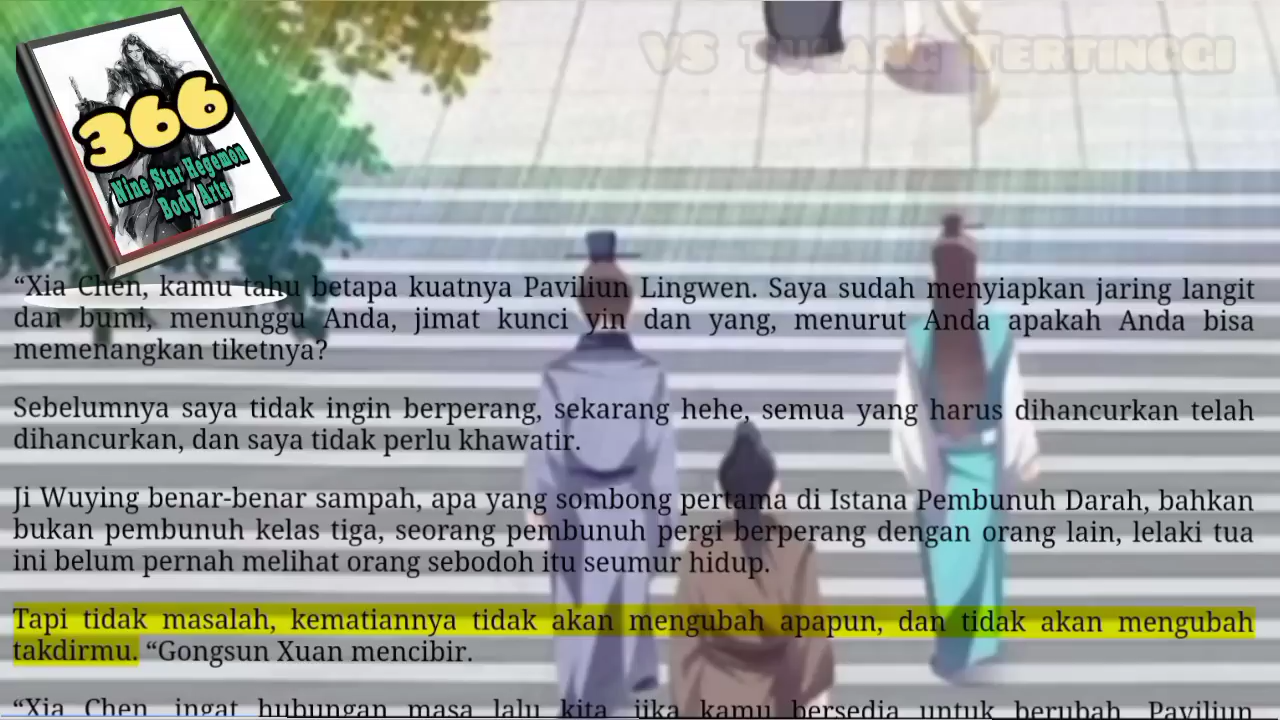 VS TULANG TERTINGGI
366
Nine Star Hegemon
Body Arts
“Xia Chen, kamu tahu betapa kuatnya Paviliun Lingwen. Saya sudah menyiapkan jaring langit
dan bumi, menunggu Anda, jimat kunci yin dan yang, menurut Anda apakah Anda bisa
memenangkan tiketnya?
Sebelumnya saya tidak ingin berperang, sekarang hehe, semua yang harus dihancurkan telah
dihancurkan, dan saya tidak perlu khawatir.
Ji Wuying benar-benar sampah, apa yang sombong pertama di Istana Pembunuh Darah, bahkan
bukan pembunuh kelas tiga, seorang pembunuh pergi berperang dengan orang lain, lelaki tua
ini belum pernah melihat orang sebodoh itu seumur hidup.
Tapi tidak masalah, kematiannya tidak akan mengubah apapun, dan tidak akan mengubah
takdirmu. “Gongsun Xuan mencibir.
“Xia Chen, ingat hubungan masa lalu kita, jika kamu bersedia untuk berubah, Paviliun